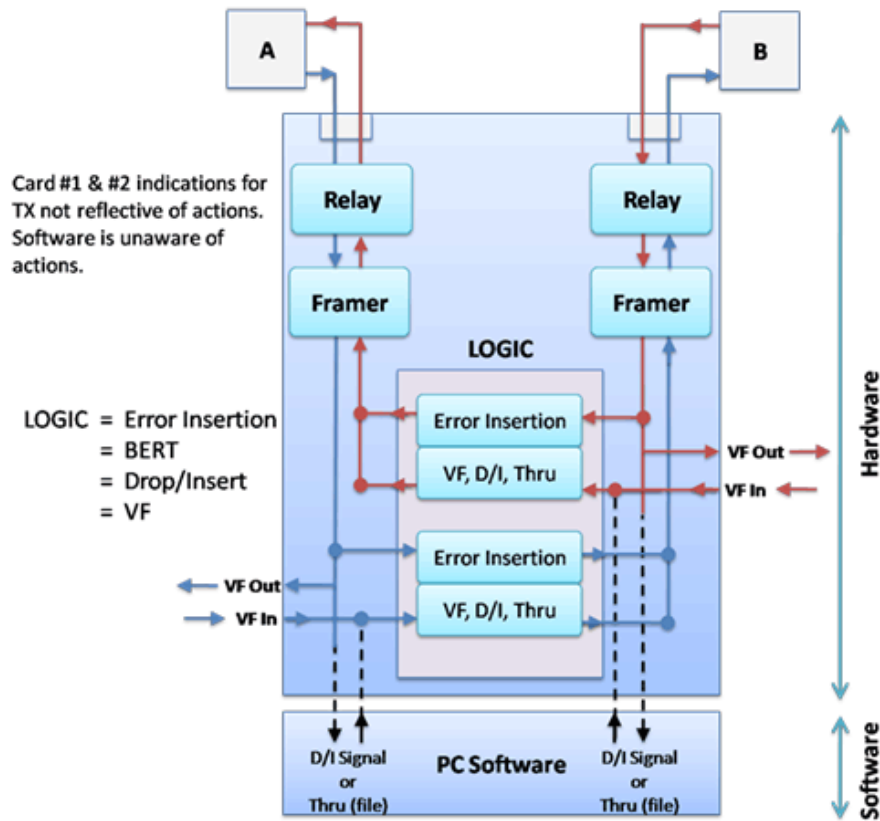 A
B
Card #1 & #2 indications for
TX not reflective of actions.
Software is unaware of
actions.
Relay
Relay
Framer
Framer
LOGIC
LOGIC = Error Insertion
= BERT
= Drop/Insert
= VF
Error Insertion
VF, D/I, Thru
VF Out
VF In
Error Insertion
VF, D/I, Thru
VF Out
VF In
Hardware
D/I Signal
or
Thru (file)
PC Software
D/I Signal
or
Thru (file)
Software